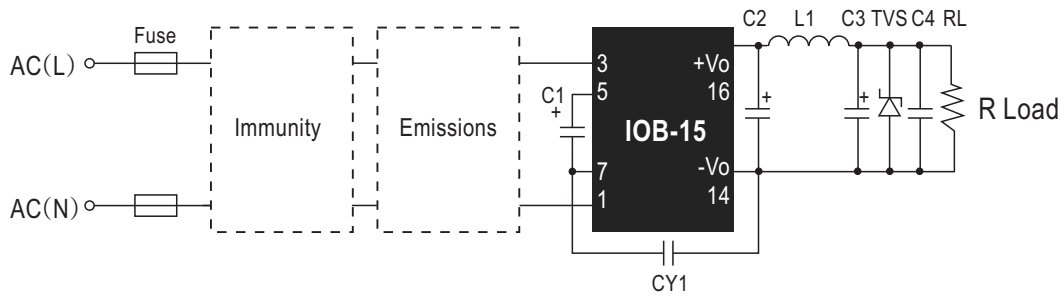 C2 L1 C3 TVS C4 RL
Fuse
AC(L)
3 +Vo
C1 5 16
+ + +
Immunity Emissions IOB-15 R Load
7 -Vo
AC(N) 1 14
CY1